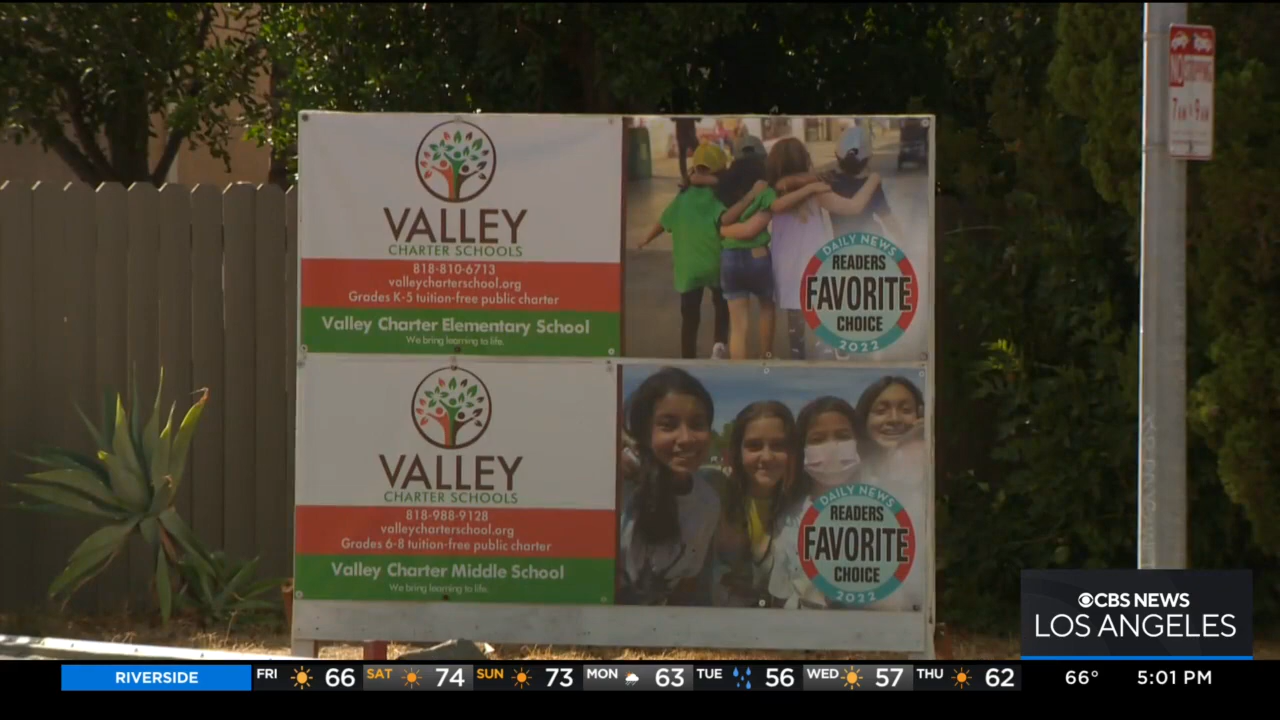 VALLEY
CHARTER SCHOOLS
818-810-6713
valleycharterschool.org
Grades K-5 tuition-free public charter
Valley Charter Elementary School
We bring learning to life.
DAILY NEWS
READERS
FAVORITE
CHOICE
2022
VALLEY
CHARTER SCHOOLS
818-988-9128
valleycharterschool.org
Grades 6-8 tuition-free public charter
Valley Charter Middle School
We bring learning to life.
DAILY NEWS
READERS
FAVORITE
CHOICE
2022
NO
CBS NEWS
LOS ANGELES
RIVERSIDE FRI 66 SAT 74 SUN 73 MON 63 TUE 56 WED 57 THU 62 66° 5:01 PM